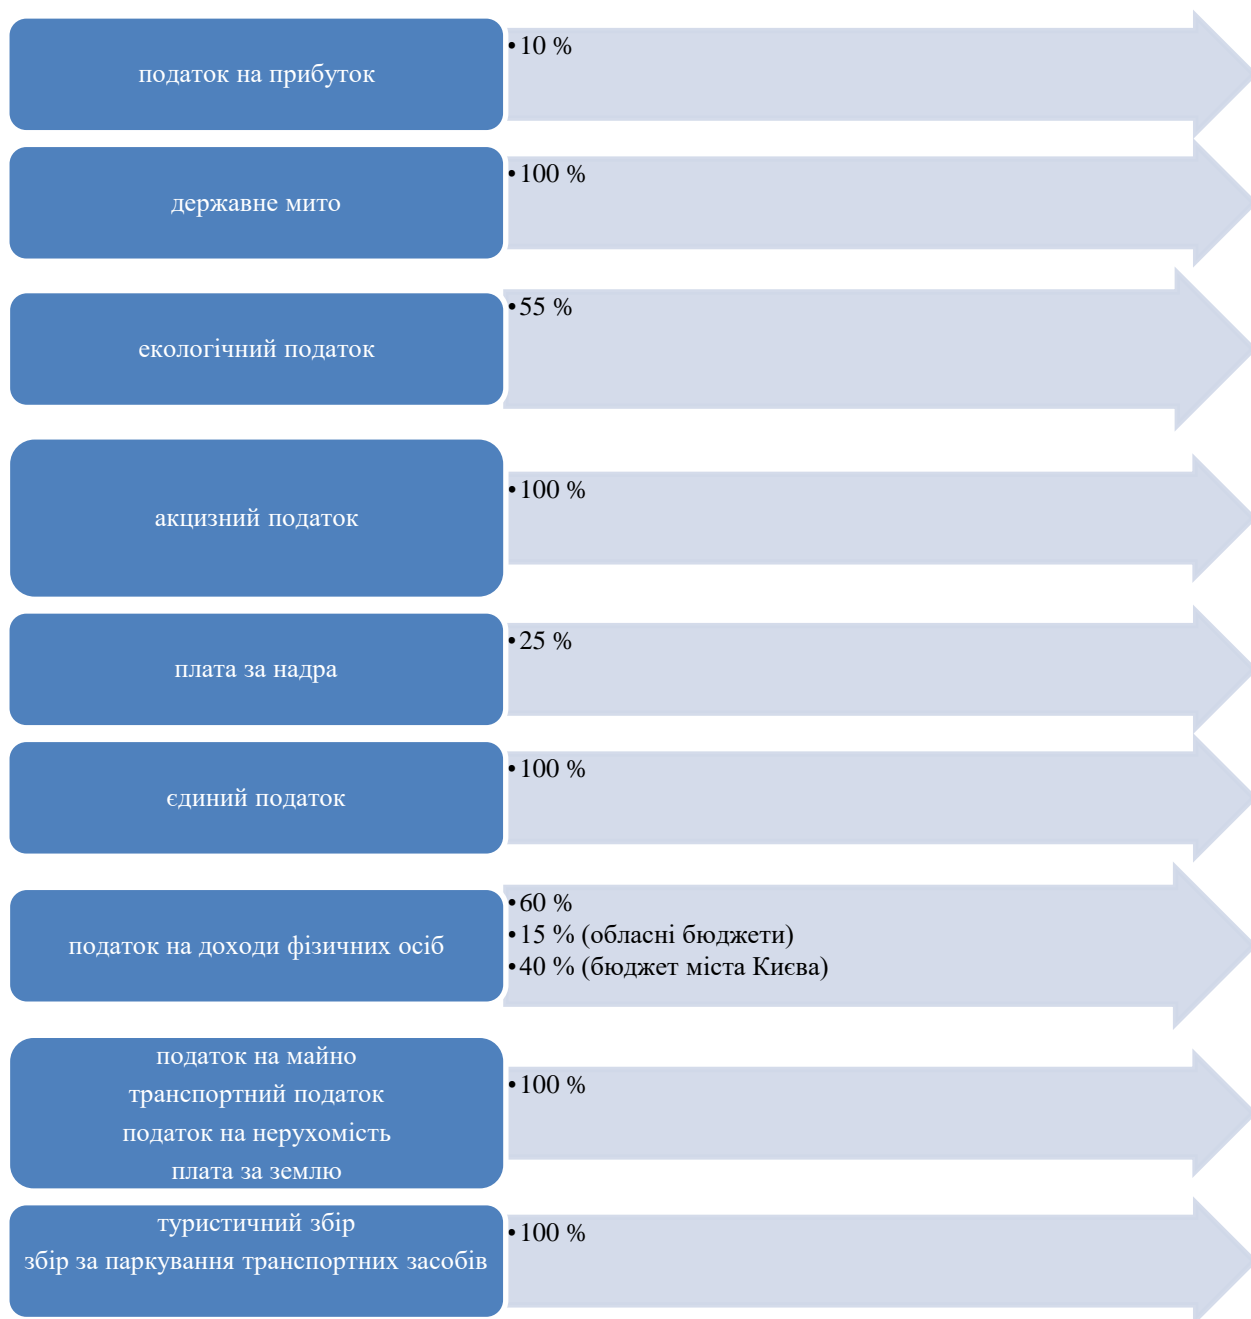 податок на прибуток
•10 %
державне мито
•100 %
екологічний податок
•55 %
акцизний податок
•100 %
плата за надра
•25 %
єдиний податок
•100 %
податок на доходи фізичних осіб
•60 %
•15 % (обласні бюджети)
•40 % (бюджет міста Києва)
податок на майно
транспортний податок
податок на нерухомість
плата за землю
•100 %
туристичний збір
збір за паркування транспортних засобів
•100 %